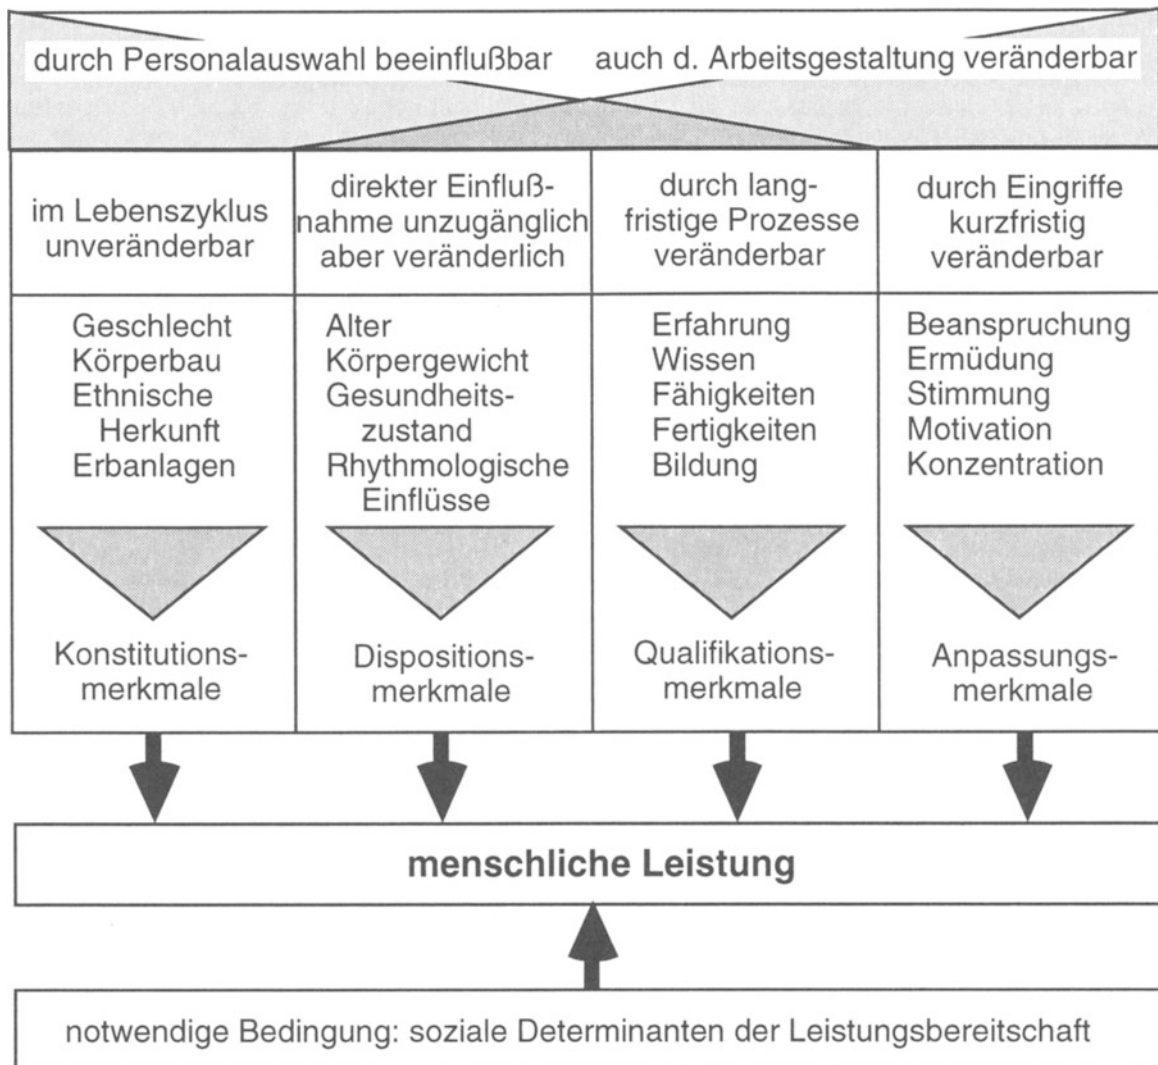 durch Personalauswahl beeinflußbar
auch d. Arbeitsgestaltung veränderbar
im Lebenszyklus
unveränderbar
direkter Einfluß-
nahme unzugänglich
aber veränderlich
durch lang-
fristige Prozesse
veränderbar
durch Eingriffe
kurzfristig
veränderbar
Geschlecht
Körperbau
Ethnische
Herkunft
Erbanlagen
Alter
Körpergewicht
Gesundheits-
zustand
Rhythmologische
Einflüsse
Erfahrung
Wissen
Fähigkeiten
Fertigkeiten
Bildung
Beanspruchung
Ermüdung
Stimmung
Motivation
Konzentration
Konstitutions-
merkmale
Dispositions-
merkmale
Qualifikations-
merkmale
Anpassungs-
merkmale
menschliche Leistung
notwendige Bedingung: soziale Determinanten der Leistungsbereitschaft